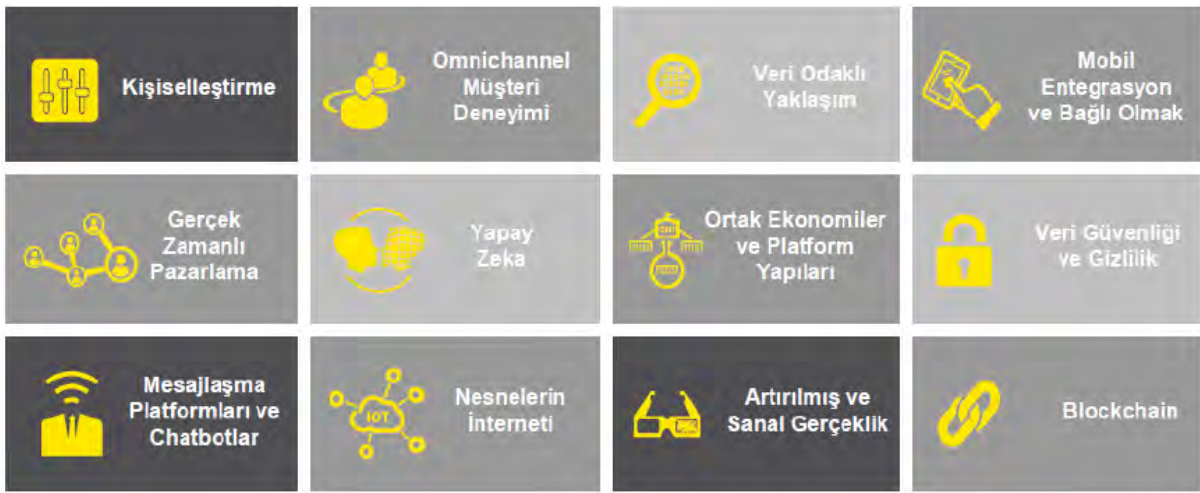 Kişiselleştirme
Omnichannel
Müşteri
Deneyimi
Veri Odaklı
Yaklaşım
Mobil
Entegrasyon
ve Bağlı Olmak
Gerçek
Zamanlı
Pazarlama
Yapay
Zeka
Ortak Ekonomiler
ve Platform
Yapıları
Veri Güvenliği
ve Gizlilik
Mesajlaşma
Platformları ve
Chatbotlar
IOT
Nesnelerin
İnterneti
Artırılmış ve
Sanal Gerçeklik
Blockchain